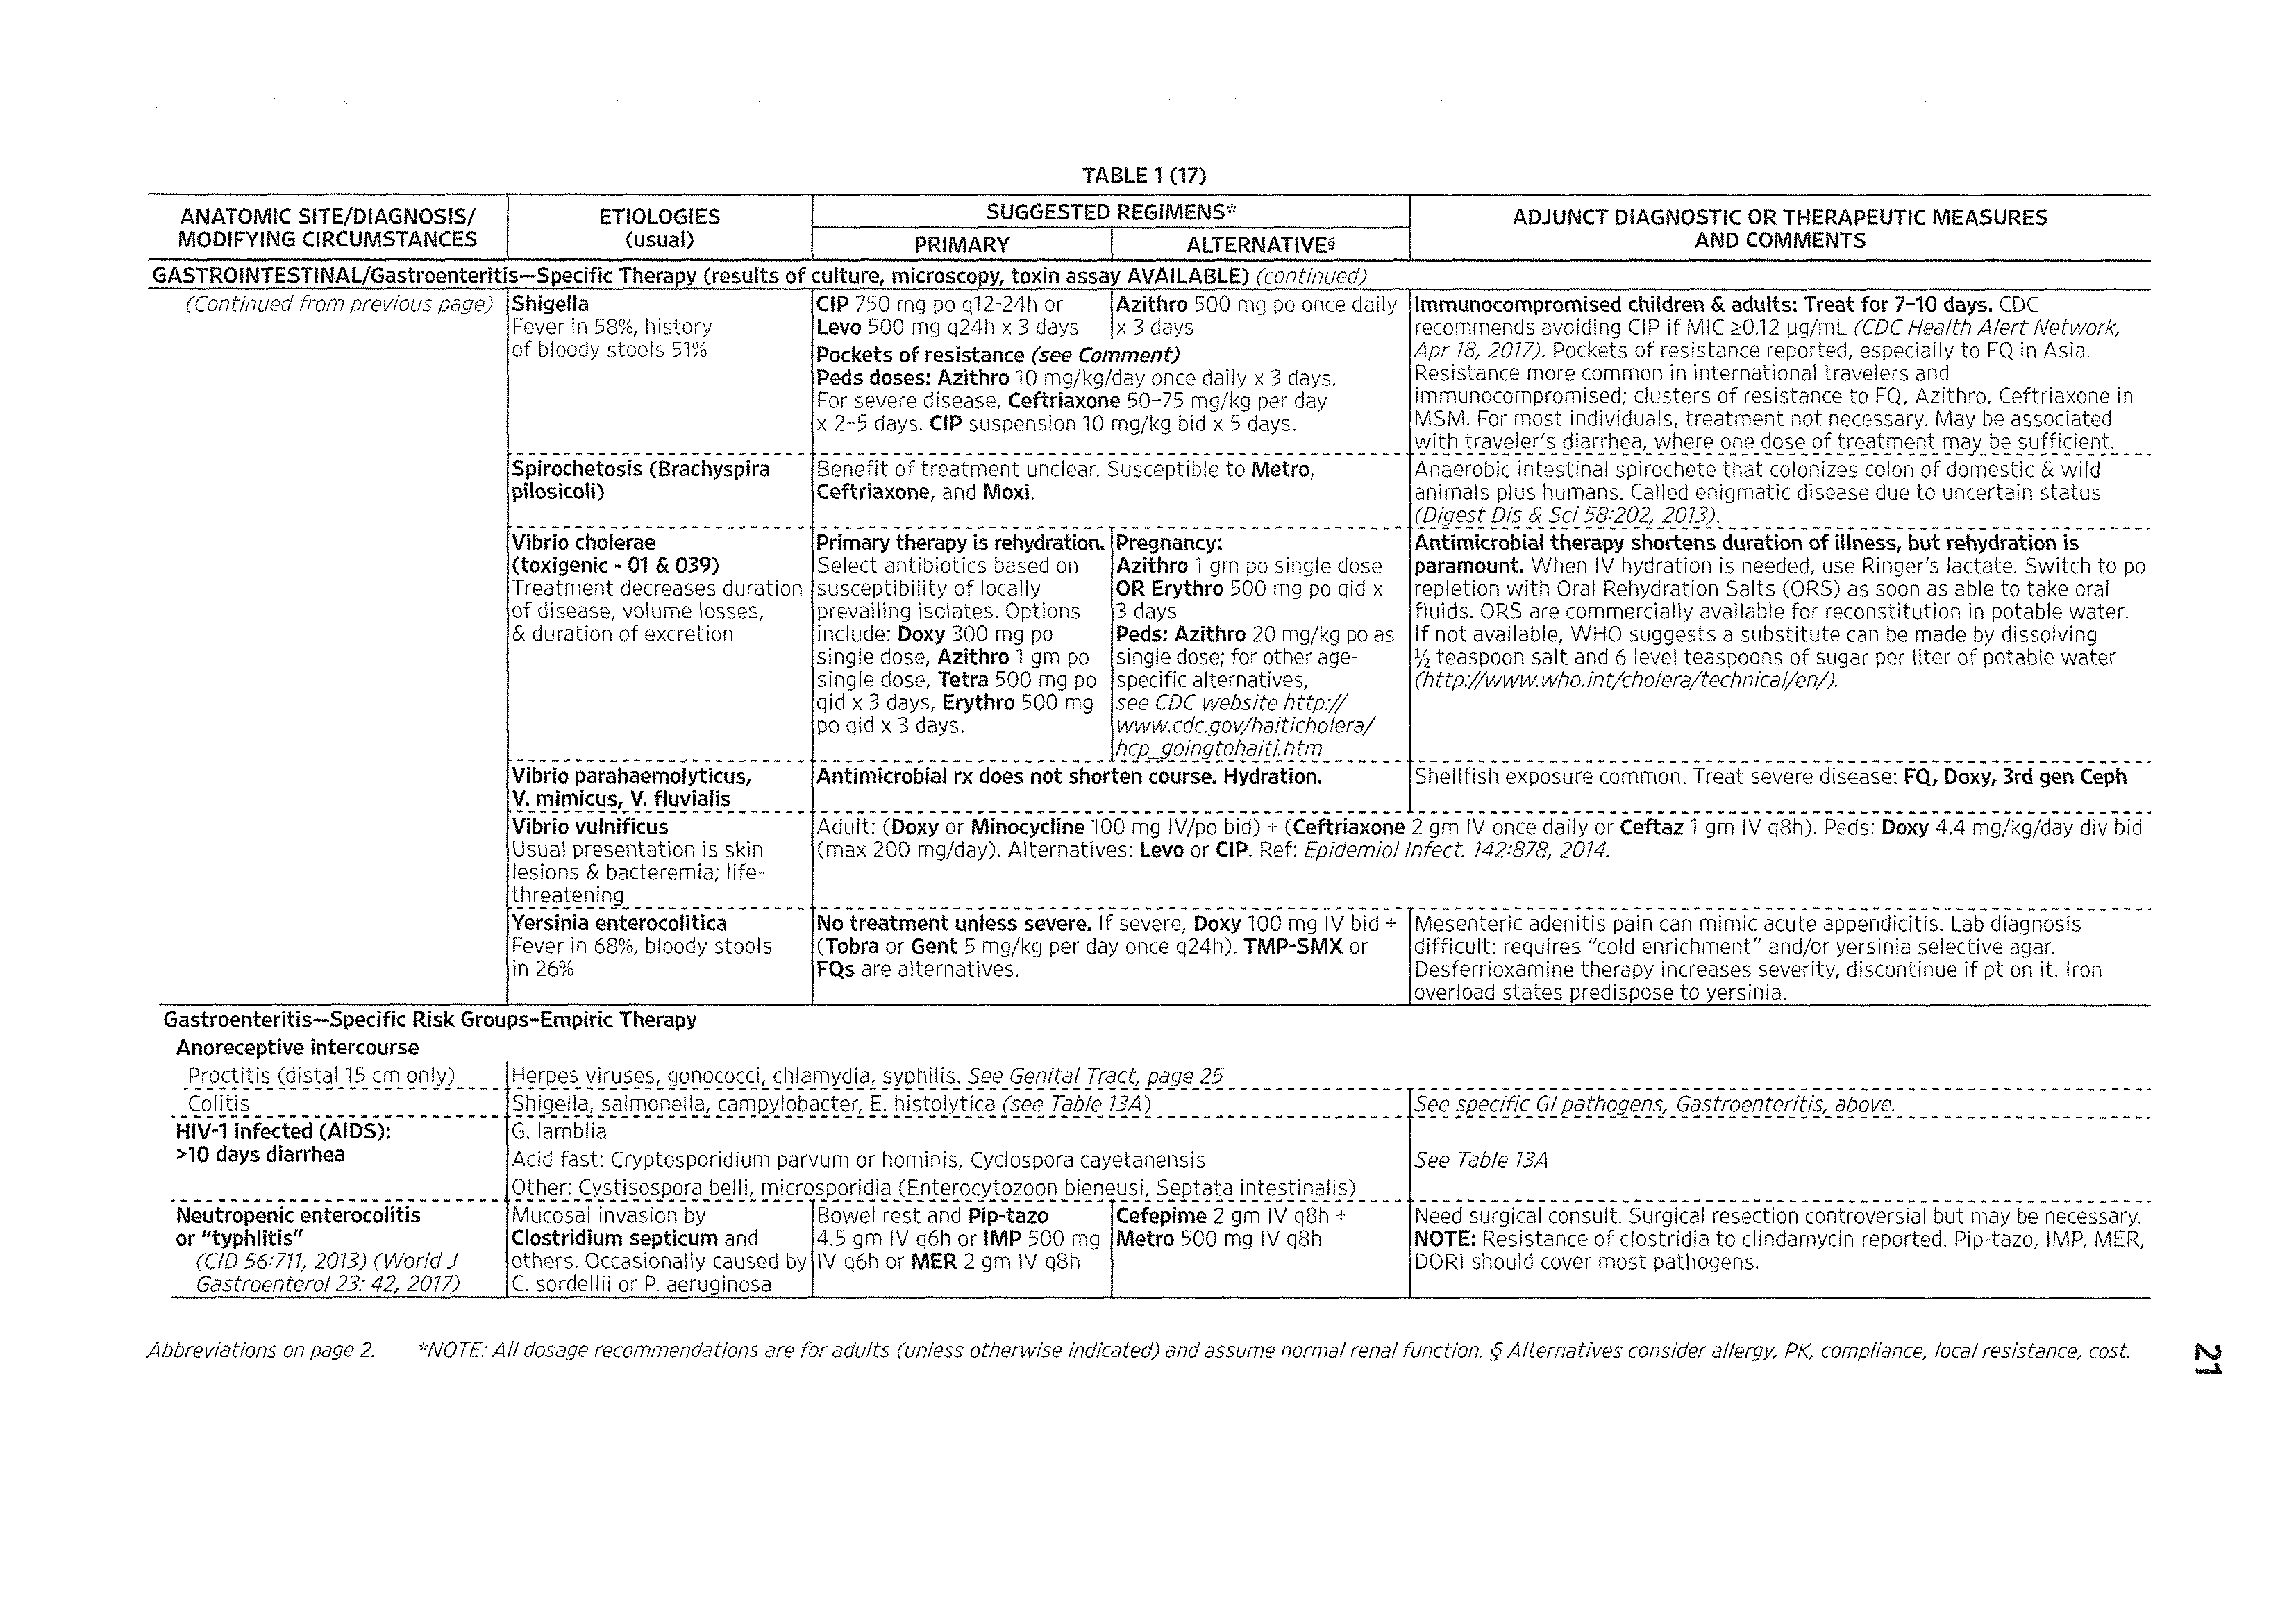 TABLE 1 (17)
ANATOMIC SITE/DIAGNOSIS/
MODIFYING CIRCUMSTANCES
ETIOLOGIES
(usual)
SUGGESTED REGIMENS*
PRIMARY
ALTERNATIVE§
ADJUNCT DIAGNOSTIC OR THERAPEUTIC MEASURES
AND COMMENTS
GASTROINTESTINAL/Gastroenteritis—Specific Therapy (results of culture, microscopy, toxin assay AVAILABLE) (continued)
(Continued from previous page)
Shigella
Fever in 58%, history
of bloody stools 51%
CIP 750 mg po q12-24h or
Levo 500 mg q24h x 3 days
Azithro 500 mg po once daily
x 3 days
Pockets of resistance (see Comment)
Peds doses: Azithro 10 mg/kg/day once daily x 3 days.
For severe disease, Ceftriaxone 50-75 mg/kg per day
x 2-5 days. CIP suspension 10 mg/kg bid x 5 days.
Immunocompromised children & adults: Treat for 7-10 days. CDC
recommends avoiding CIP if MIC ≥0.12 µg/mL (CDC Health Alert Network,
Apr 18, 2017). Pockets of resistance reported, especially to FQ in Asia.
Resistance more common in international travelers and
immunocompromised; clusters of resistance to FQ, Azithro, Ceftriaxone in
MSM. For most individuals, treatment not necessary. May be associated
with traveler's diarrhea, where one dose of treatment may be sufficient.
Spirochetosis (Brachyspira
pilosicoli)
Benefit of treatment unclear. Susceptible to Metro,
Ceftriaxone, and Moxi.
Anaerobic intestinal spirochete that colonizes colon of domestic & wild
animals plus humans. Called enigmatic disease due to uncertain status
(Digest Dis & Sci 58:202, 2013).
Vibrio cholerae
(toxigenic - 01 & 039)
Treatment decreases duration
of disease, volume losses,
& duration of excretion
Primary therapy is rehydration.
Select antibiotics based on
susceptibility of locally
prevailing isolates. Options
include: Doxy 300 mg po
single dose, Azithro 1 gm po
single dose, Tetra 500 mg po
qid x 3 days, Erythro 500 mg
po qid x 3 days.
Pregnancy:
Azithro 1 gm po single dose
OR Erythro 500 mg po qid x
3 days
Peds: Azithro 20 mg/kg po as
single dose; for other age-
specific alternatives,
see CDC website http://
www.cdc.gov/haiticholera/
hcp_goingtohaiti.htm
Antimicrobial therapy shortens duration of illness, but rehydration is
paramount. When IV hydration is needed, use Ringer's lactate. Switch to po
repletion with Oral Rehydration Salts (ORS) as soon as able to take oral
fluids. ORS are commercially available for reconstitution in potable water.
If not available, WHO suggests a substitute can be made by dissolving
½ teaspoon salt and 6 level teaspoons of sugar per liter of potable water
(http://www.who.int/cholera/technical/en/).
Vibrio parahaemolyticus,
V. mimicus, V. fluvialis
Antimicrobial rx does not shorten course. Hydration.
Shellfish exposure common. Treat severe disease: FQ, Doxy, 3rd gen Ceph
Vibrio vulnificus
Usual presentation is skin
lesions & bacteremia; life-
threatening
Adult: (Doxy or Minocycline 100 mg IV/po bid) + (Ceftriaxone 2 gm IV once daily or Ceftaz 1 gm IV q8h). Peds: Doxy 4.4 mg/kg/day div bid
(max 200 mg/day). Alternatives: Levo or CIP. Ref: Epidemiol Infect. 142:878, 2014.
Yersinia enterocolitica
Fever in 68%, bloody stools
in 26%
No treatment unless severe. If severe, Doxy 100 mg IV bid +
(Tobra or Gent 5 mg/kg per day once q24h). TMP-SMX or
FQs are alternatives.
Mesenteric adenitis pain can mimic acute appendicitis. Lab diagnosis
difficult: requires "cold enrichment" and/or yersinia selective agar.
Desferrioxamine therapy increases severity, discontinue if pt on it. Iron
overload states predispose to yersinia.
Gastroenteritis—Specific Risk Groups-Empiric Therapy
Anoreceptive intercourse
Proctitis (distal 15 cm only)
Herpes viruses, gonococci, chlamydia, syphilis. See Genital Tract, page 25
Colitis
Shigella, salmonella, campylobacter, E. histolytica (see Table 13A)
See specific GI pathogens, Gastroenteritis, above.
HIV-1 infected (AIDS):
>10 days diarrhea
G. lamblia
Acid fast: Cryptosporidium parvum or hominis, Cyclospora cayetanensis
Other: Cystisospora belli, microsporidia (Enterocytozoon bieneusi, Septata intestinalis)
See Table 13A
Neutropenic enterocolitis
or "typhlitis"
(CID 56:711, 2013) (World J
Gastroenterol 23: 42, 2017)
Mucosal invasion by
Clostridium septicum and
others. Occasionally caused by
C. sordellii or P. aeruginosa
Bowel rest and Pip-tazo
4.5 gm IV q6h or IMP 500 mg
IV q6h or MER 2 gm IV q8h
Cefepime 2 gm IV q8h +
Metro 500 mg IV q8h
Need surgical consult. Surgical resection controversial but may be necessary.
NOTE: Resistance of clostridia to clindamycin reported. Pip-tazo, IMP, MER,
DORI should cover most pathogens.
Abbreviations on page 2. *NOTE: All dosage recommendations are for adults (unless otherwise indicated) and assume normal renal function. § Alternatives consider allergy, PK, compliance, local resistance, cost.
21